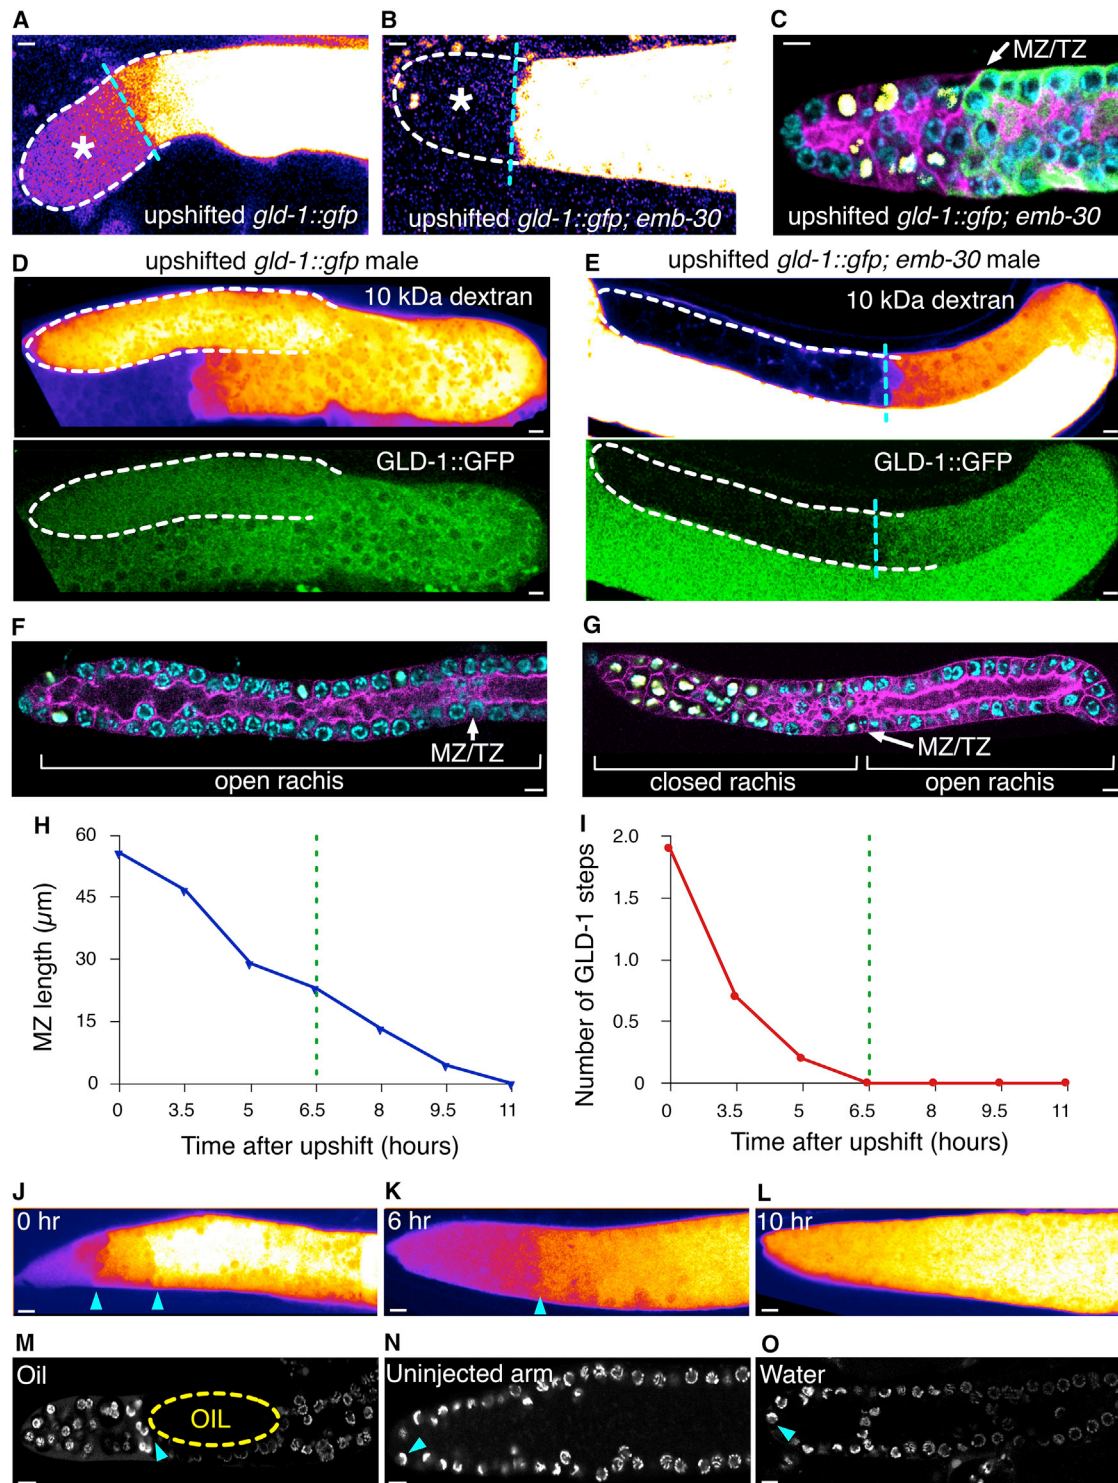 A
B
C
*
*
MZ/TZ
upshifted gld-1::gfp
upshifted gld-1::gfp; emb-30
upshifted gld-1::gfp; emb-30
D
upshifted gld-1::gfp male
10 kDa dextran
GLD-1::GFP
E
upshifted gld-1::gfp; emb-30 male
10 kDa dextran
GLD-1::GFP
F
MZ/TZ
open rachis
G
MZ/TZ
closed rachis
open rachis
H
60
45
30
15
0
MZ length (µm)
0 3.5 5 6.5 8 9.5 11
Time after upshift (hours)
I
2.0
1.5
1.0
0.5
0
Number of GLD-1 steps
0 3.5 5 6.5 8 9.5 11
Time after upshift (hours)
J
0 hr
K
6 hr
L
10 hr
M
Oil
OIL
N
Uninjected arm
O
Water